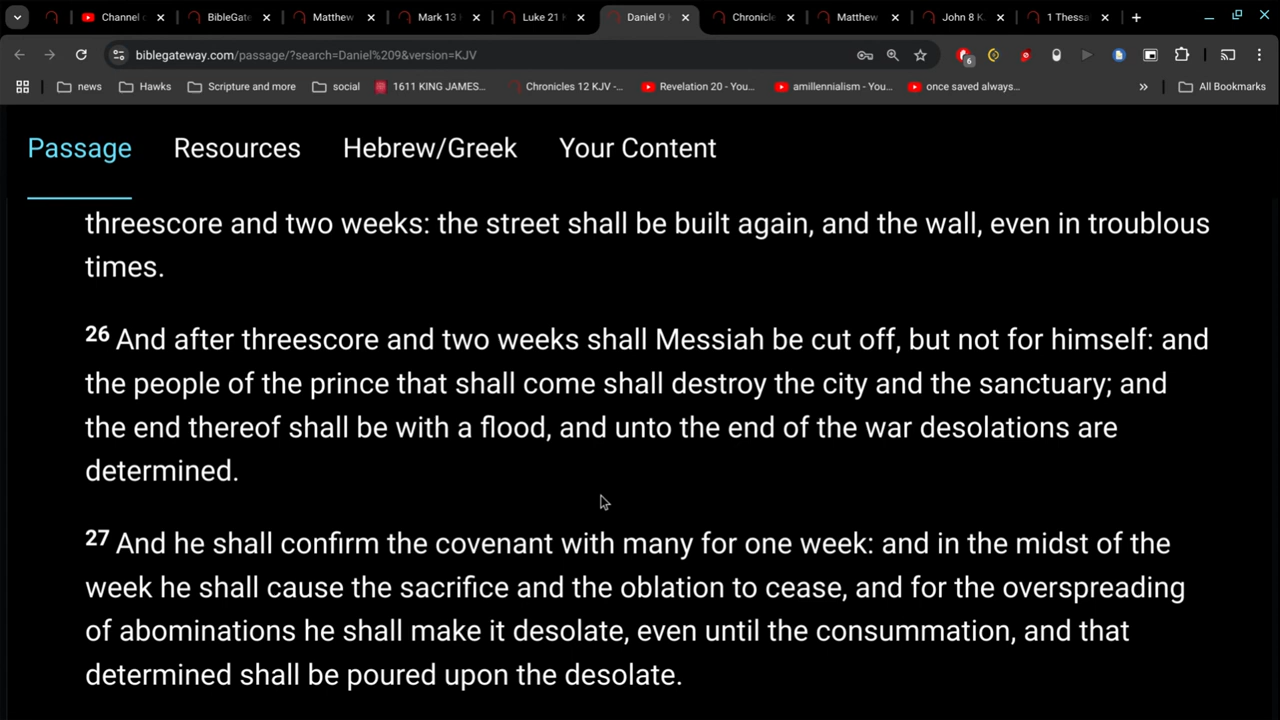 Channel
BibleGate
Matthew
Mark 13
Luke 21
Daniel 9
Chronicle
Matthew
John 8 K
1 Thessa
biblegateway.com/passage/?search=Daniel%209&version=KJV
6
news
Hawks
Scripture and more
social
1611 KING JAMES...
Chronicles 12 KJV -...
Revelation 20 - You...
amillennialism - You...
once saved always...
»
All Bookmarks
Passage
Resources
Hebrew/Greek
Your Content
threescore and two weeks: the street shall be built again, and the wall, even in troublous
times.
26 And after threescore and two weeks shall Messiah be cut off, but not for himself: and
the people of the prince that shall come shall destroy the city and the sanctuary; and
the end thereof shall be with a flood, and unto the end of the war desolations are
determined.
27 And he shall confirm the covenant with many for one week: and in the midst of the
week he shall cause the sacrifice and the oblation to cease, and for the overspreading
of abominations he shall make it desolate, even until the consummation, and that
determined shall be poured upon the desolate.